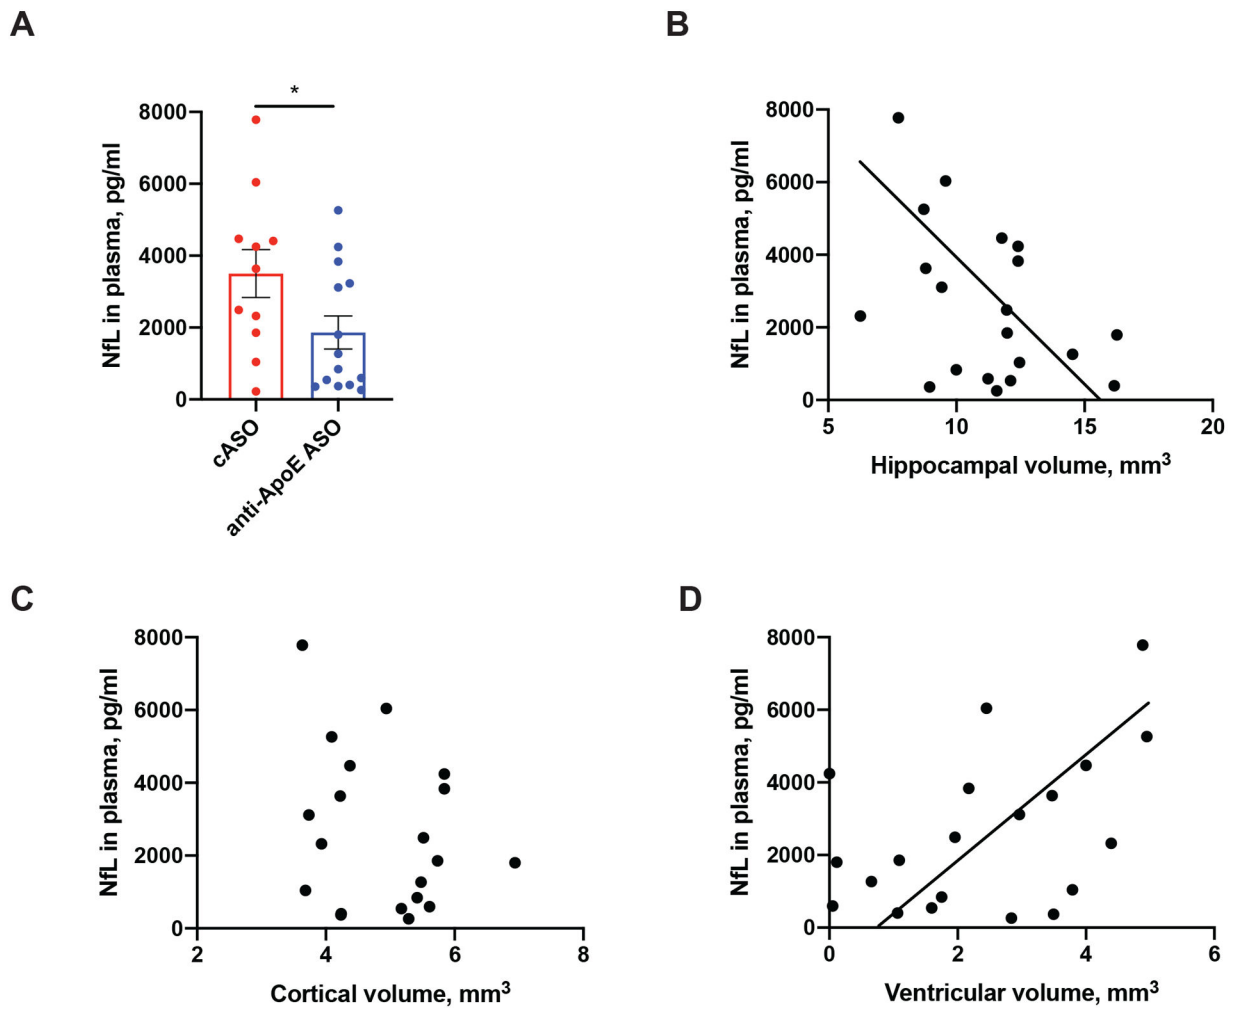 A
B
*
8000
6000
4000
2000
0
NfL in plasma, pg/ml
cASO
anti-ApoE ASO
8000
6000
4000
2000
0
NfL in plasma, pg/ml
5 10 15 20
Hippocampal volume, mm³
C
D
8000
6000
4000
2000
0
NfL in plasma, pg/ml
2 4 6 8
Cortical volume, mm³
8000
6000
4000
2000
0
NfL in plasma, pg/ml
0 2 4 6
Ventricular volume, mm³